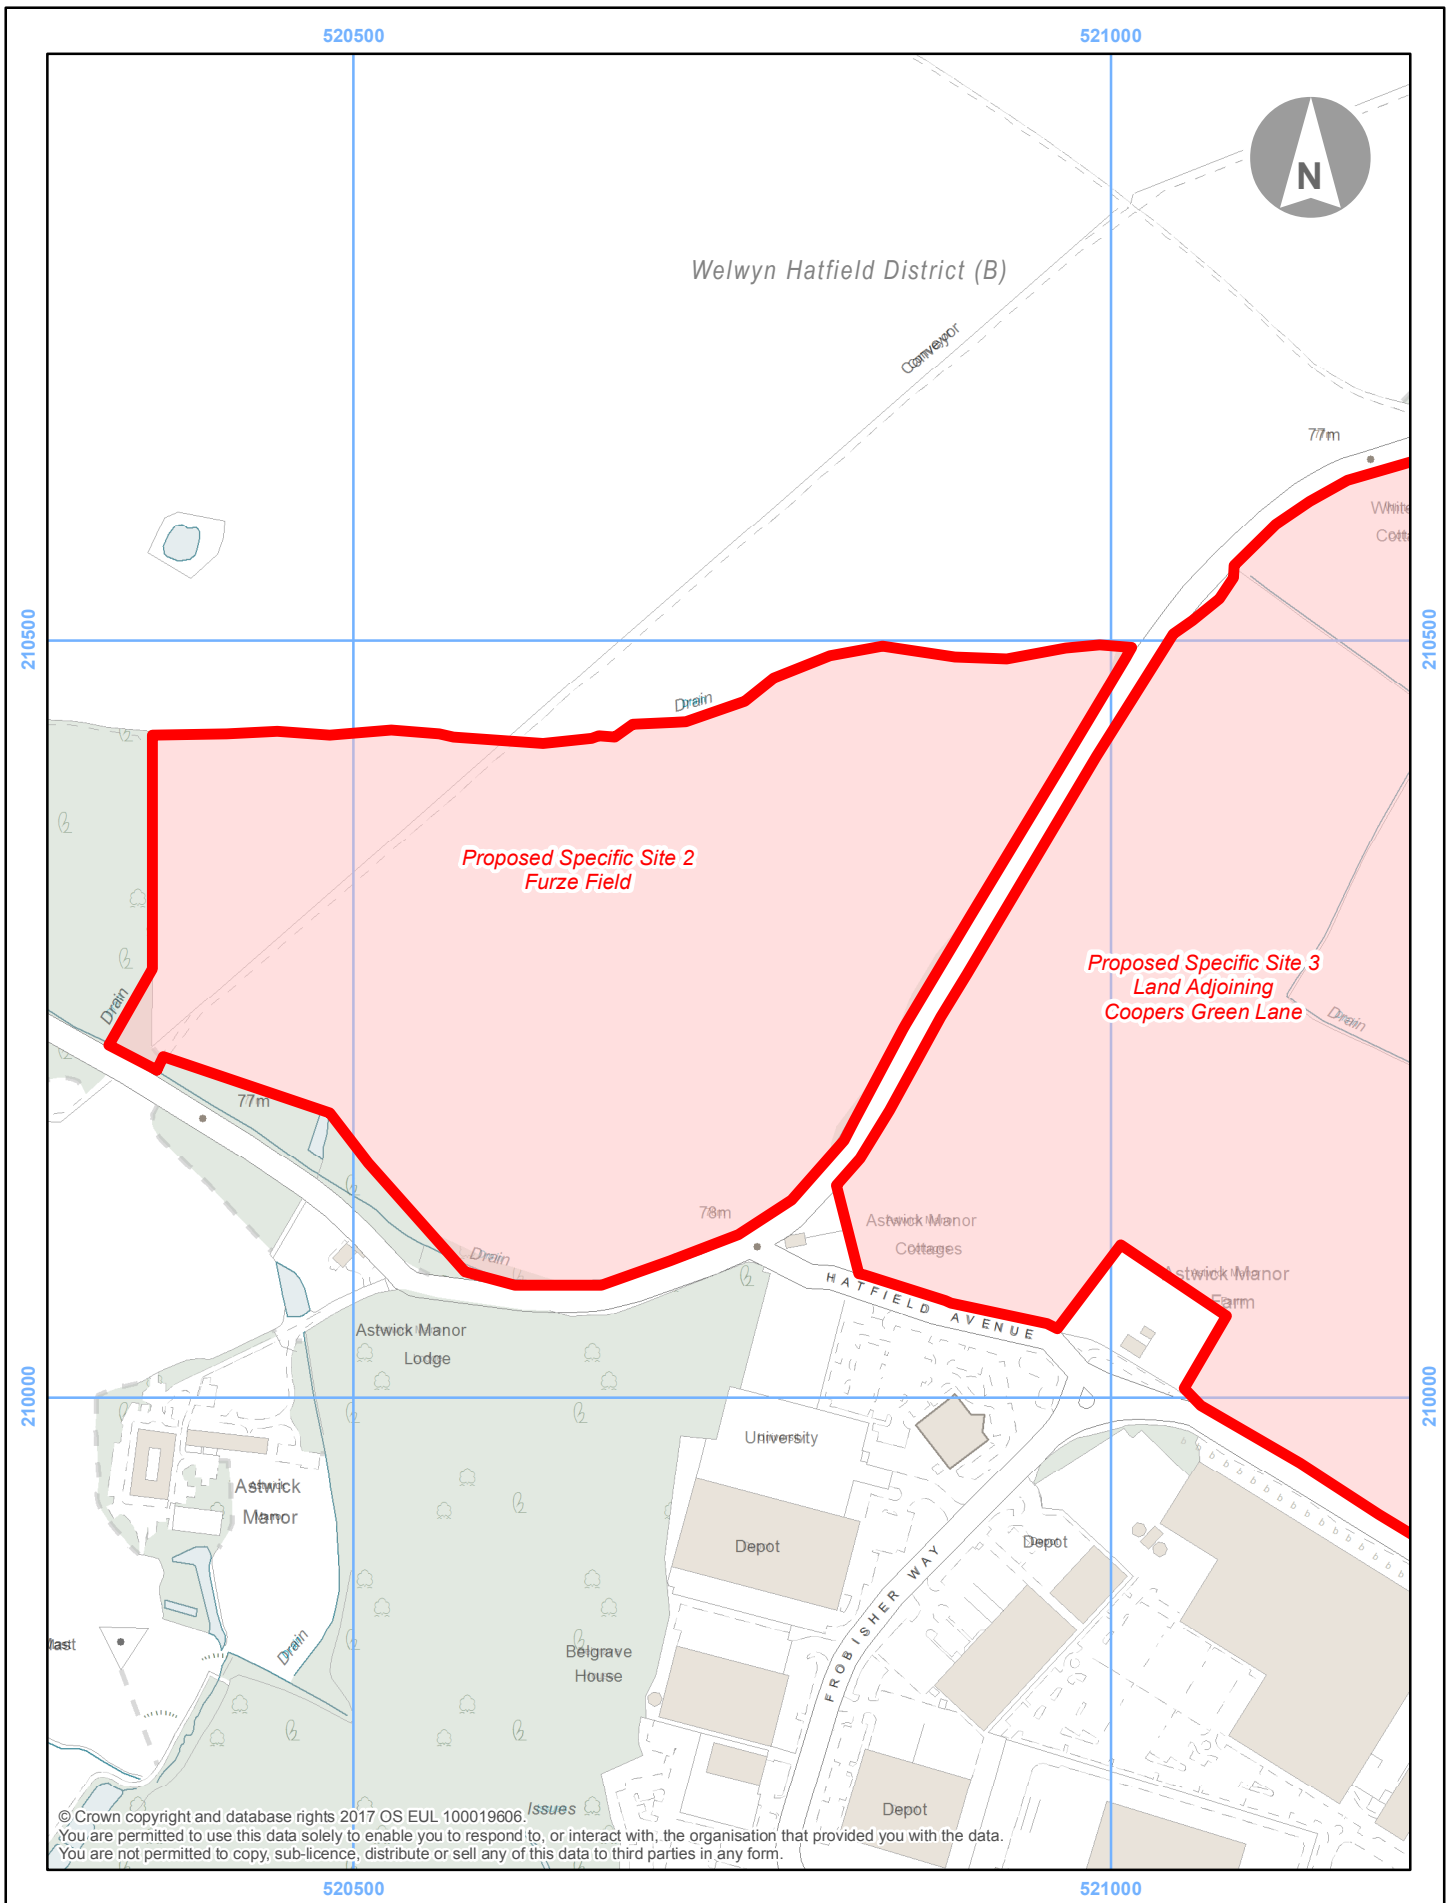 520500
521000
N
Welwyn Hatfield District (B)
Conveyor
77m
Cotta
210500
210500
Drain
Proposed Specific Site 2
Furze Field
Proposed Specific Site 3
Land Adjoining
Coopers Green Lane
Drain
Drain
77m
78m
Astwick Manor
Cottages
Drain
HATFIELD AVENUE
Astwick Manor
Farm
Astwick Manor
Lodge
210000
210000
University
Astwick
Manor
Depot
Depot
FROBISHER WAY
Drain
Belgrave
House
Issues
Depot
© Crown copyright and database rights 2017 OS EUL 100019606.
You are permitted to use this data solely to enable you to respond to, or interact with, the organisation that provided you with the data.
You are not permitted to copy, sub-licence, distribute or sell any of this data to third parties in any form.
520500
521000